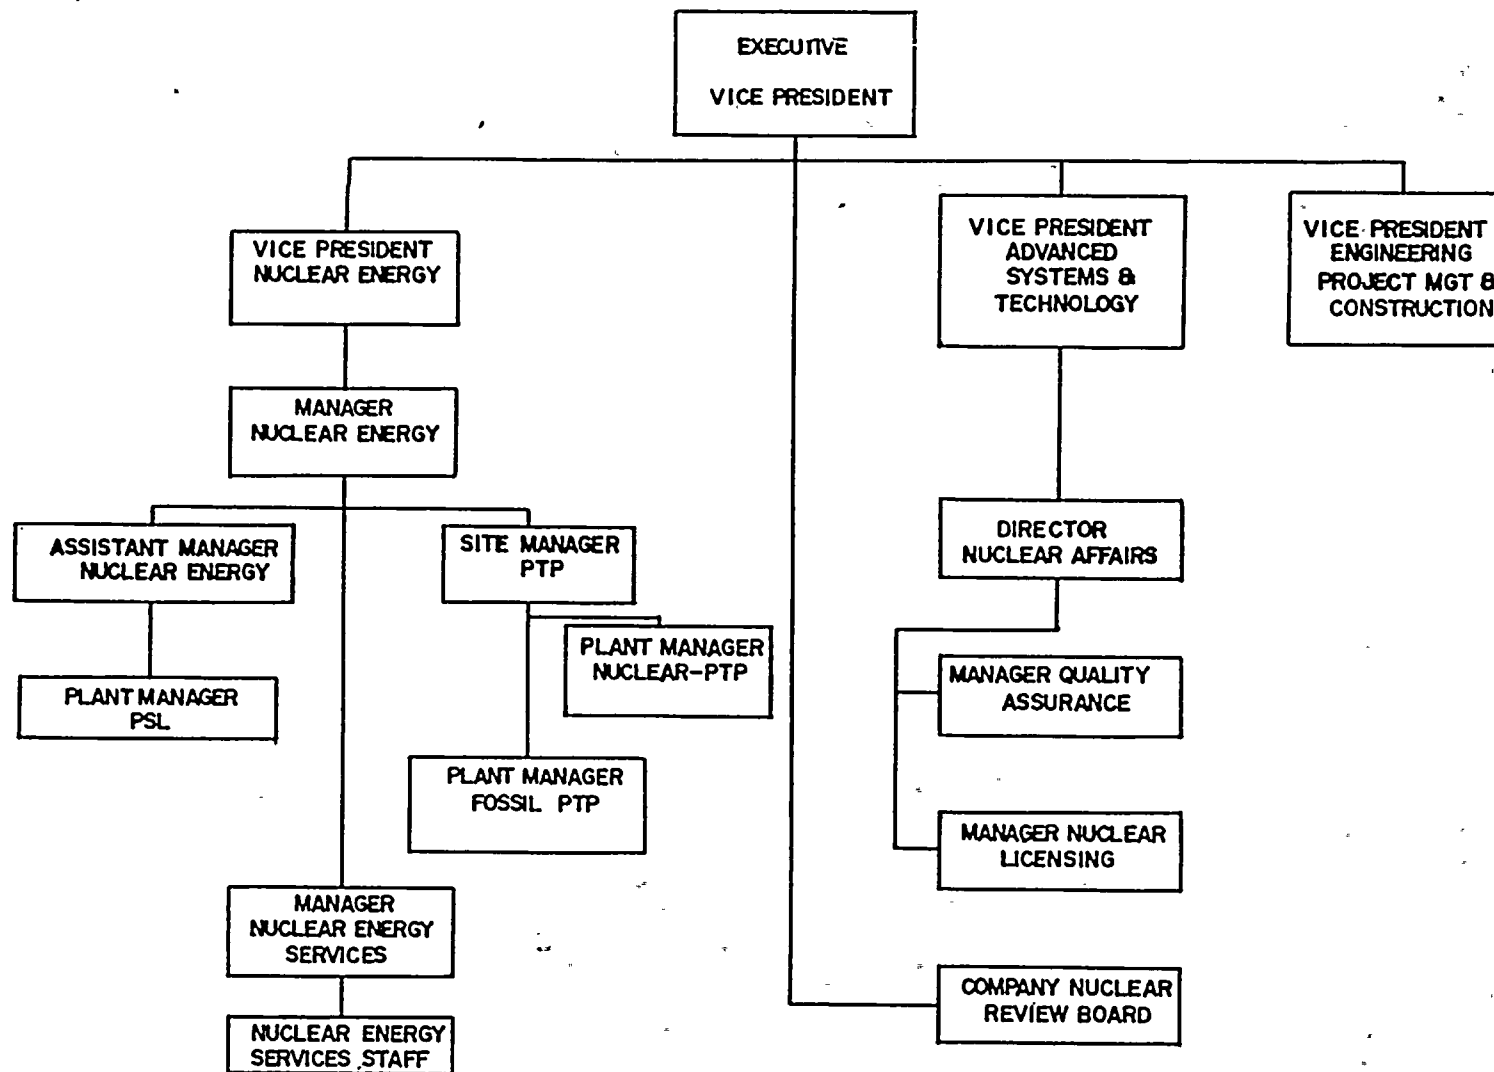 EXECUTIVE
VICE PRESIDENT
VICE PRESIDENT
NUCLEAR ENERGY
VICE PRESIDENT
ADVANCED
SYSTEMS &
TECHNOLOGY
VICE PRESIDENT
ENGINEERING
PROJECT MGT &
CONSTRUCTION
MANAGER
NUCLEAR ENERGY
ASSISTANT MANAGER
NUCLEAR ENERGY
SITE MANAGER
PTP
DIRECTOR
NUCLEAR AFFAIRS
PLANT MANAGER
NUCLEAR-PTP
PLANT MANAGER
PSL
MANAGER QUALITY
ASSURANCE
PLANT MANAGER
FOSSIL PTP
MANAGER NUCLEAR
LICENSING
MANAGER
NUCLEAR ENERGY
SERVICES
COMPANY NUCLEAR
REVIEW BOARD
NUCLEAR ENERGY
SERVICES STAFF